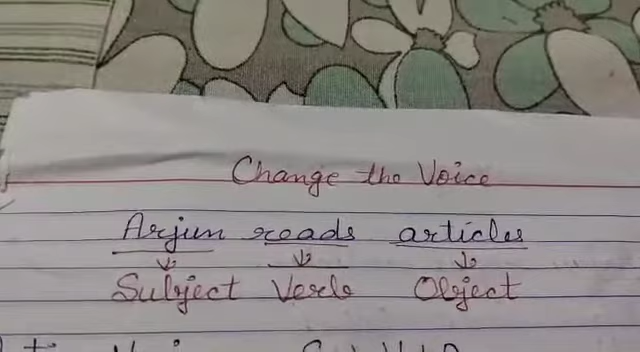 Change the Voice
Arjun reads articles
Subject Verb Object